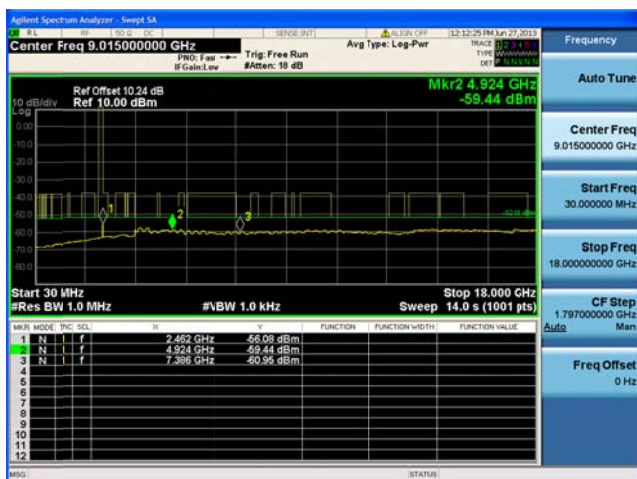 Agilent Spectrum Analyzer - Swept SA
RL RF 50 Ω DC SENSE:INT ALIGN OFF 12:12:25 PM Jun 27, 2013
Center Freq 9.015000000 GHz Avg Type: Log-Pwr TRACE 1 2 3 4 5 6
PNO: Fast Trig: Free Run TYPE
IFGain:Low #Atten: 18 dB DET P N N N N N
Frequency
Auto Tune
Mkr2 4.924 GHz
-59.44 dBm
Ref Offset 10.24 dB
10 dB/div Ref 10.00 dBm
Log
0.00
-10.0
-20.0
-30.0
-40.0
-50.0
-60.0
-70.0
-80.0
1
2
3
Center Freq
9.015000000 GHz
Start Freq
30.000000 MHz
Stop Freq
18.000000000 GHz
CF Step
1.797000000 GHz
Auto Man
Freq Offset
0 Hz
Start 30 MHz Stop 18.000 GHz
#Res BW 1.0 MHz #VBW 1.0 kHz Sweep 14.0 s (1001 pts)
MKR MODE TRC SCL X Y FUNCTION FUNCTION WIDTH FUNCTION VALUE
1 N 1 f 2.462 GHz -56.08 dBm
2 N 1 f 4.924 GHz -59.44 dBm
3 N 1 f 7.386 GHz -60.95 dBm
4
5
6
7
8
9
10
11
12
MSG STATUS